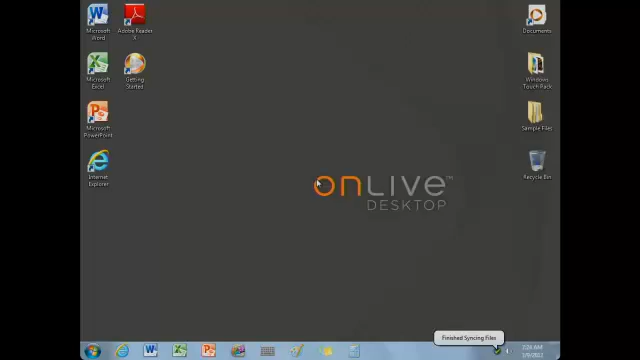 Microsoft
Word
Adobe Reader
X
Documents
Microsoft
Excel
Getting
Started
Windows
Touch Pack
Microsoft
PowerPoint
Sample Files
Internet
Explorer
Recycle Bin
onLIVE™
DESKTOP
Finished Syncing Files